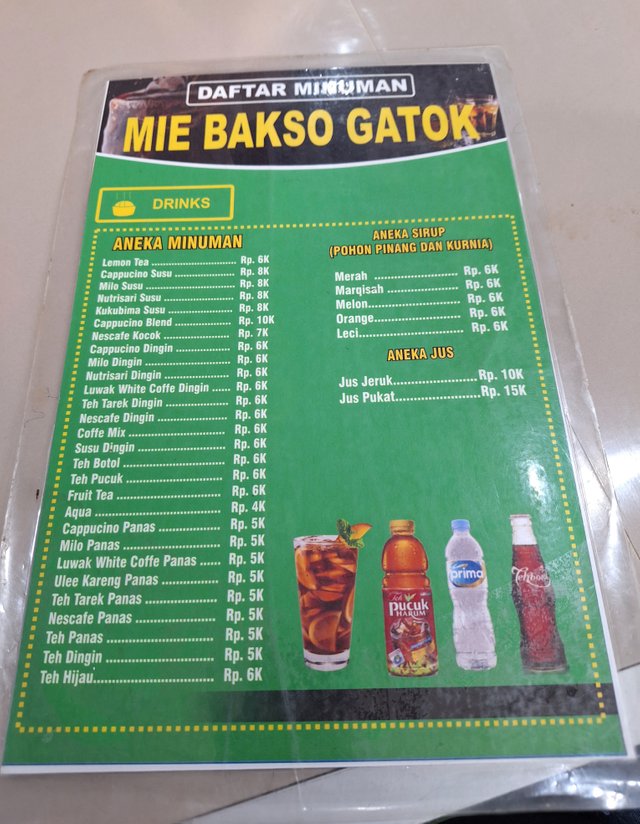 DAFTAR MINUMAN
MIE BAKSO GATOK
DRINKS
ANEKA MINUMAN
Lemon Tea ........................ Rp. 6K
Cappucino Susu .................. Rp. 8K
Milo Susu .......................... Rp. 8K
Nutrisari Susu .................... Rp. 8K
Kukubima Susu .................. Rp. 8K
Cappucino Blend ................ Rp. 10K
Nescafe Kocok ................... Rp. 7K
Cappucino Dingin ............... Rp. 6K
Milo Dingin ........................ Rp. 6K
Nutrisari Dingin .................. Rp. 6K
Luwak White Coffe Dingin ...... Rp. 6K
Teh Tarek Dingin ................ Rp. 6K
Nescafe Dingin ................... Rp. 6K
Coffe Mix .......................... Rp. 6K
Susu Dingin ....................... Rp. 6K
Teh Botol .......................... Rp. 6K
Teh Pucuk ......................... Rp. 6K
Fruit Tea ........................... Rp. 6K
Aqua ................................ Rp. 4K
Cappucino Panas ................ Rp. 5K
Milo Panas ........................ Rp. 5K
Luwak White Coffe Panas ...... Rp. 5K
Ulee Kareng Panas .............. Rp. 5K
Teh Tarek Panas ................. Rp. 5K
Nescafe Panas ................... Rp. 5K
Teh Panas ......................... Rp. 5K
Teh Dingin ......................... Rp. 5K
Teh Hijau........................... Rp. 6K
ANEKA SIRUP
(POHON PINANG DAN KURNIA)
Merah ........................ Rp. 6K
Marqisah ..................... Rp. 6K
Melon......................... Rp. 6K
Orange........................ Rp. 6K
Leci............................ Rp. 6K
ANEKA JUS
Jus Jeruk.......................Rp. 10K
Jus Pukat.......................Rp. 15K
Teh
Pucuk
HARUM
prima
Tehbotol